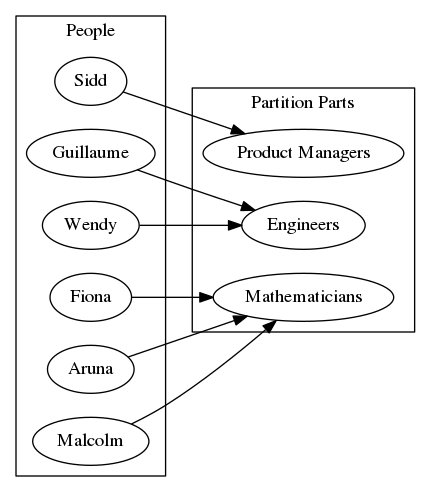 People
Sidd
Guillaume
Wendy
Fiona
Aruna
Malcolm
Partition Parts
Product Managers
Engineers
Mathematicians